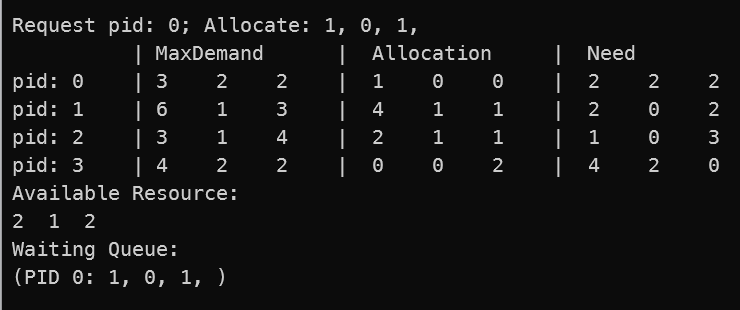 Request pid: 0; Allocate: 1, 0, 1,
| MaxDemand | Allocation | Need
pid: 0 | 3 2 2 | 1 0 0 | 2 2 2
pid: 1 | 6 1 3 | 4 1 1 | 2 0 2
pid: 2 | 3 1 4 | 2 1 1 | 1 0 3
pid: 3 | 4 2 2 | 0 0 2 | 4 2 0
Available Resource:
2 1 2
Waiting Queue:
(PID 0: 1, 0, 1, )